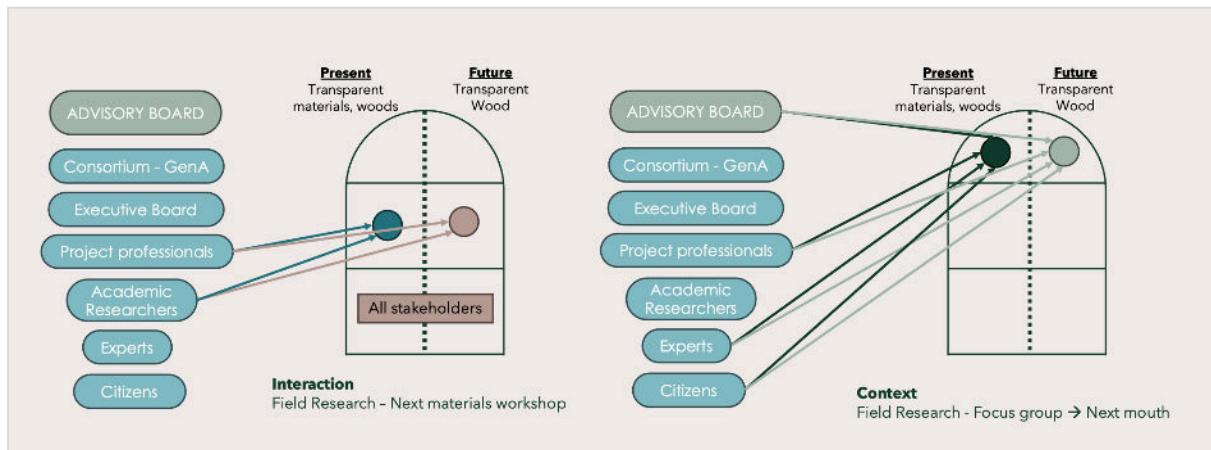 Present
Transparent
materials, woods
Future
Transparent
Wood
ADVISORY BOARD
Consortium - GenA
Executive Board
Project professionals
Academic
Researchers
Experts
Citizens
All stakeholders
Interaction
Field Research – Next materials workshop
Present
Transparent
materials, woods
Future
Transparent
Wood
ADVISORY BOARD
Consortium - GenA
Executive Board
Project professionals
Academic
Researchers
Experts
Citizens
Context
Field Research - Focus group → Next mouth